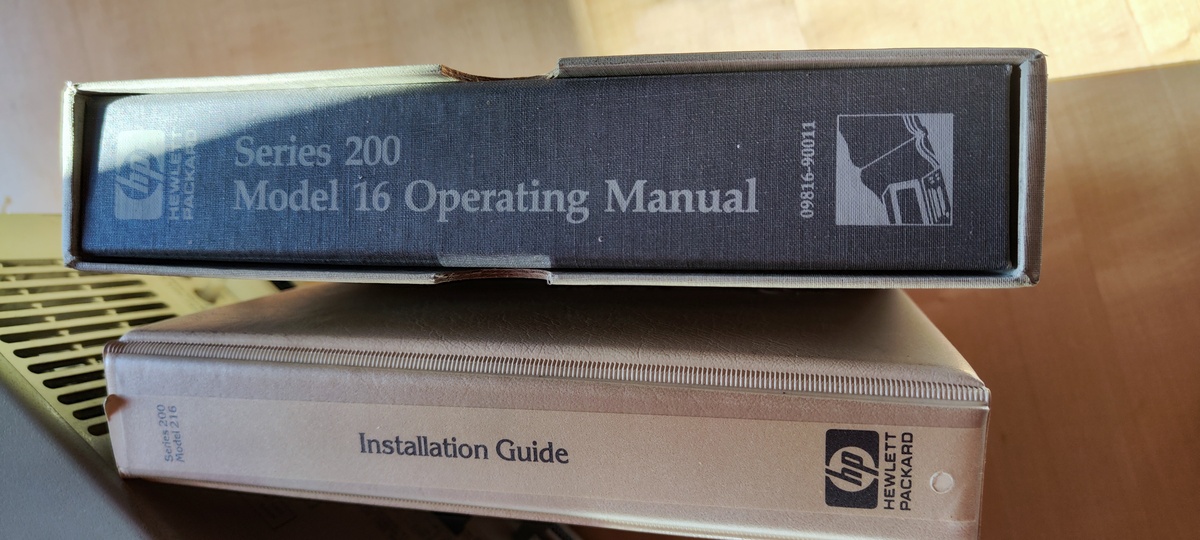 hp
HEWLETT
PACKARD
Series 200
Model 16 Operating Manual
09816-90011
Series 200
Model 216
Installation Guide
hp
HEWLETT
PACKARD